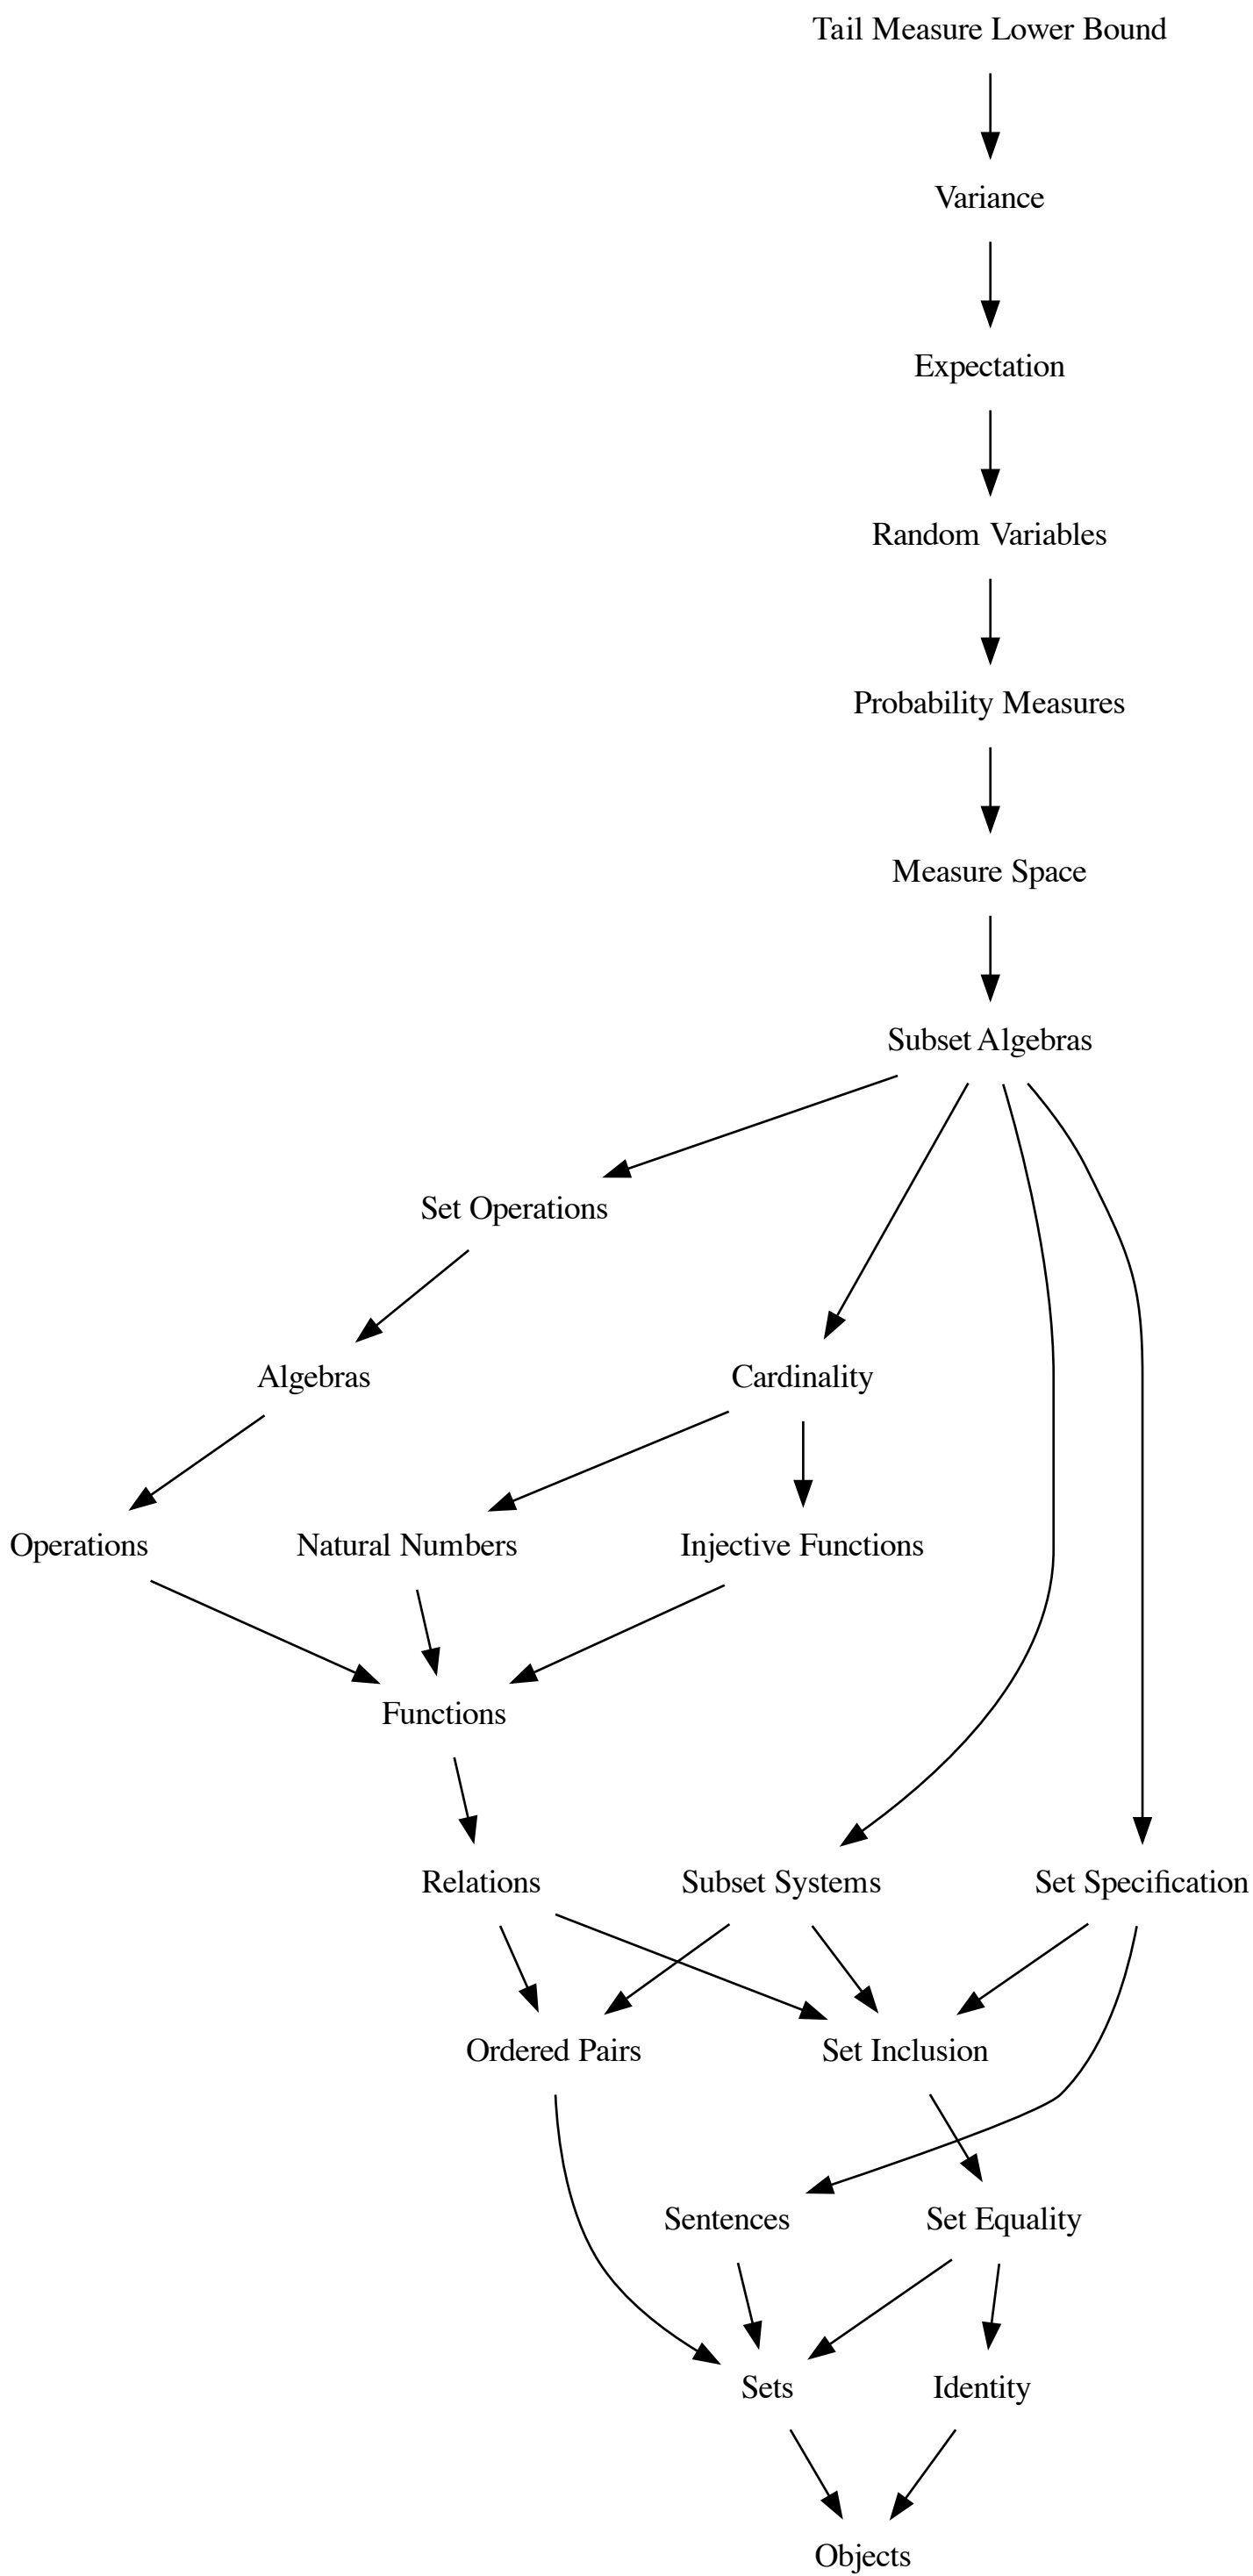 Tail Measure Lower Bound
Variance
Expectation
Random Variables
Probability Measures
Measure Space
Subset Algebras
Set Operations
Algebras
Cardinality
Operations
Natural Numbers
Injective Functions
Functions
Relations
Subset Systems
Set Specification
Ordered Pairs
Set Inclusion
Sentences
Set Equality
Sets
Identity
Objects